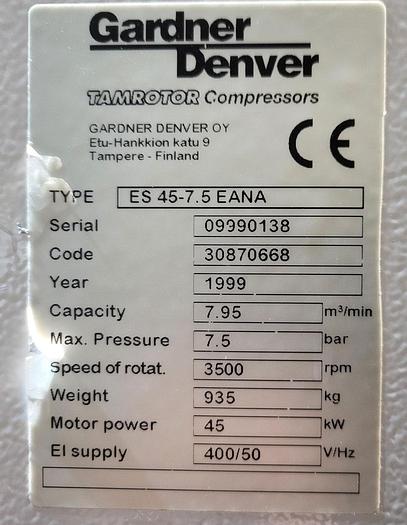 Gardner
Denver
TAMROTOR Compressors
GARDNER DENVER OY
Etu-Hankkion katu 9
Tampere - Finland
CE
TYPE ES 45-7.5 EANA
Serial 09990138
Code 30870668
Year 1999
Capacity 7.95 m³/min
Max. Pressure 7.5 bar
Speed of rotat. 3500 rpm
Weight 935 kg
Motor power 45 kW
El supply 400/50 V/Hz